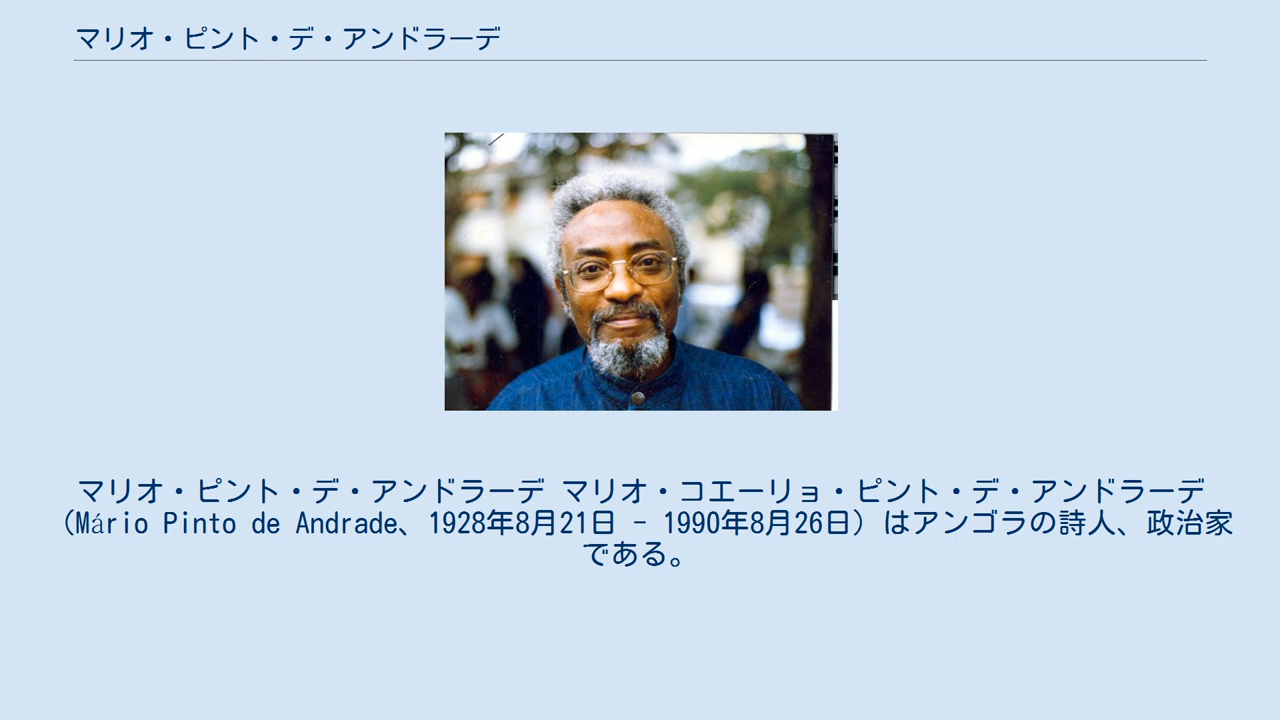 マリオ・ピント・デ・アンドラーデ
マリオ・ピント・デ・アンドラーデ マリオ・コエーリョ・ピント・デ・アンドラーデ
（Mário Pinto de Andrade、1928年8月21日 - 1990年8月26日）はアンゴラの詩人、政治家
である。